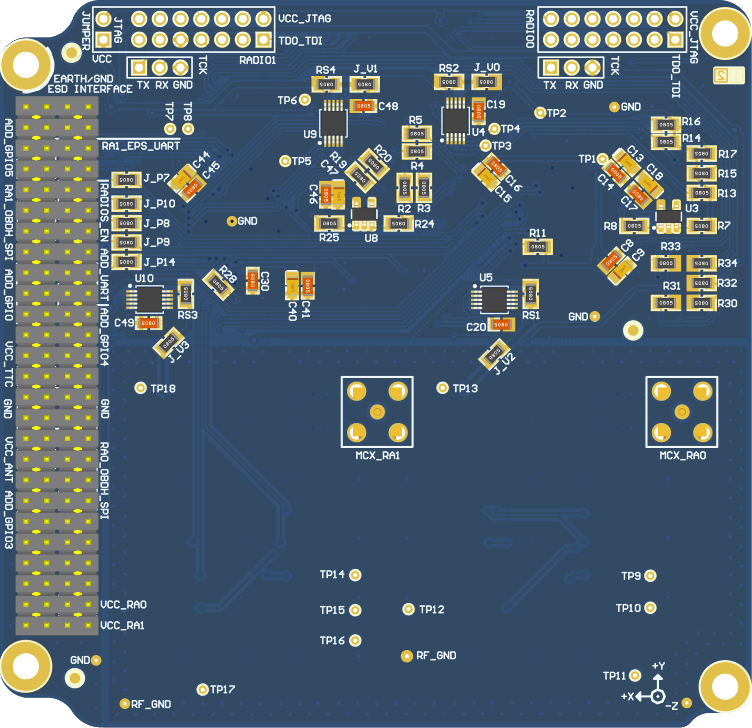 JUMPER
JTAG
VCC
VCC_JTAG
TDO_TDI
RADIO1
TX RX GND
TCK
EARTH/GND
ESD INTERFACE
RADIO0
VCC_JTAG
TDO_TDI
TX RX GND
TCK
RS4
J_V1
RS2
J_V0
TP6
C48
C19
TP2
GND
TP7
TP8
U9
U4
TP4
R5
R16
R14
RA1_EPS_UART
TP5
R19
R20
TP3
TP1
C13
C18
R17
C44
C45
C47
R4
C16
C14
R15
J_P7
C46
C15
C17
R13
J_P10
R2 R3
U3
J_P8
GND
R25
U8
R24
R8
R7
J_P9
R11
C8
C9
J_P14
R33
R34
U10
R28
C30
U5
R32
R31
C40
C41
R30
RS3
RS1
GND
C49
C20
J_V3
J_V2
TP18
TP13
ADD_GPIO5
RA1_OBDH_SPI
ADD_GPIO
VCC_TTC
GND
VCC_ANT
ADD_GPIO3
RADIOS_EN
ADD_UART
ADD_GPIO4
GND
RA0_OBDH_SPI
MCX_RA1
MCX_RA0
TP14
TP9
VCC_RA0
TP15
TP12
TP10
VCC_RA1
TP16
GND
RF_GND
TP17
TP11
+Y
+X
-Z
RF_GND